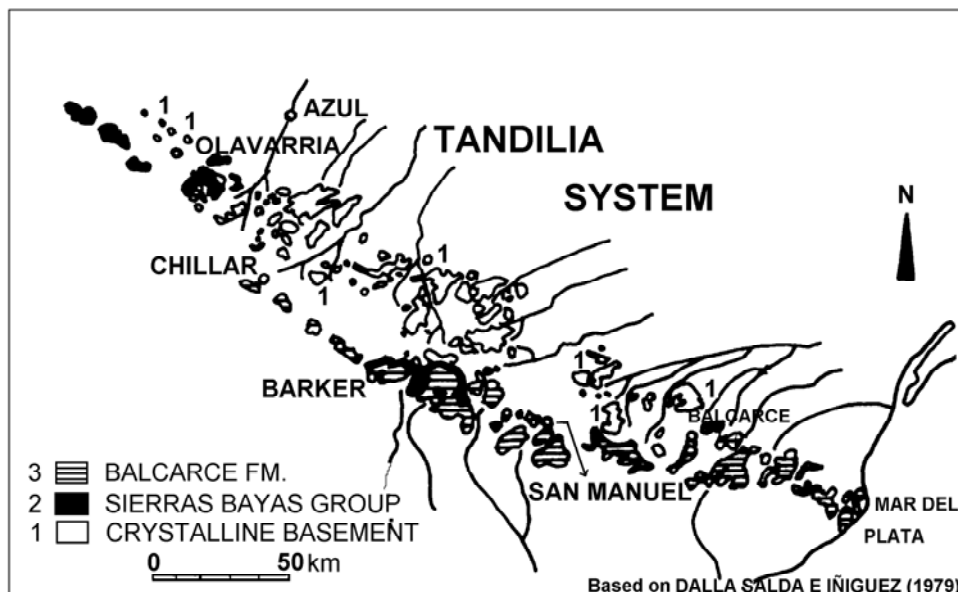 1
1
AZUL
OLAVARRIA
TANDILIA
SYSTEM
N
CHILLAR
1
1
BARKER
1
1
1
BALCARCE
SAN MANUEL
MAR DEL
PLATA
3 BALCARCE FM.
2 SIERRAS BAYAS GROUP
1 CRYSTALLINE BASEMENT
0 50 km
Based on DALLA SALDA E IÑIGUEZ (1979)